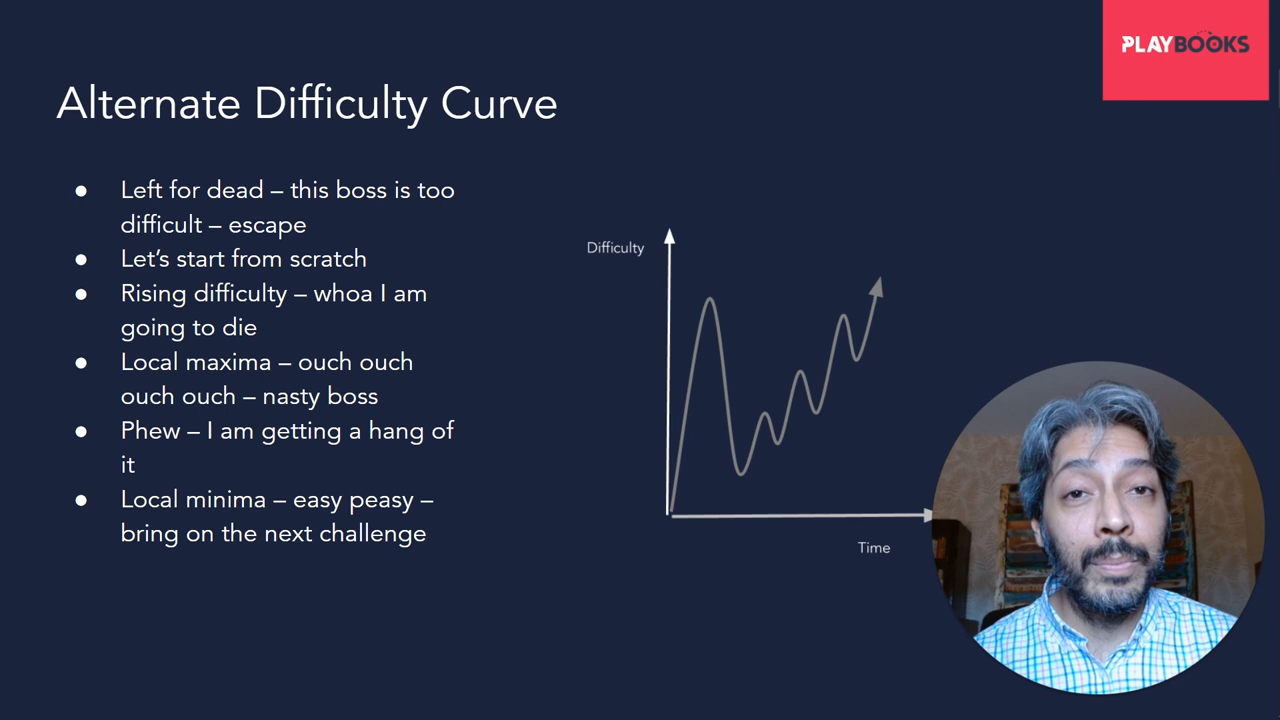 PLAYBOOKS
Alternate Difficulty Curve
● Left for dead – this boss is too
difficult – escape
● Let’s start from scratch
● Rising difficulty – whoa I am
going to die
● Local maxima – ouch ouch
ouch ouch – nasty boss
● Phew – I am getting a hang of
it
● Local minima – easy peasy –
bring on the next challenge
Difficulty
Time